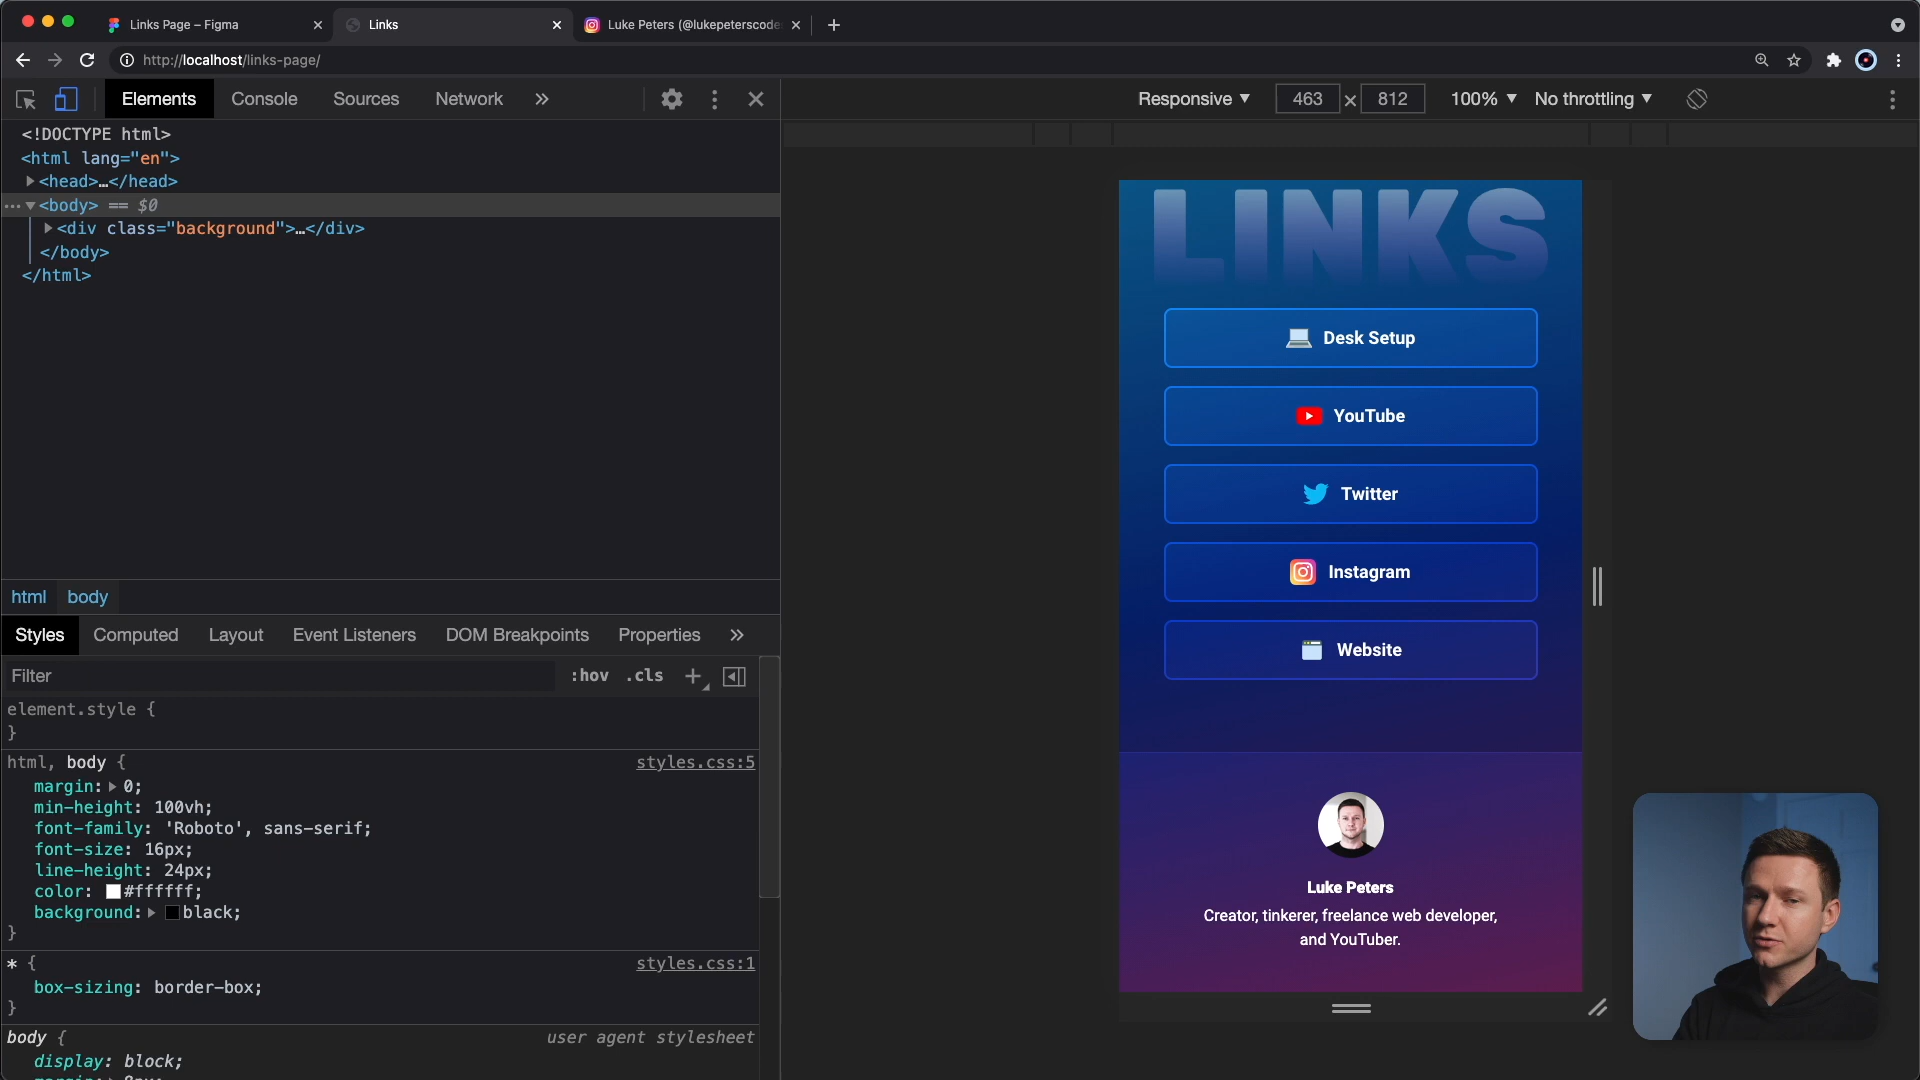 Links Page – Figma
Links
Luke Peters (@lukepeterscode
http://localhost/links-page/
Elements
Console
Sources
Network
Responsive
463
812
100%
No throttling
<!DOCTYPE html>
<html lang="en">
<head>…</head>
<body> == $0
<div class="background">…</div>
</body>
</html>
html
body
Styles
Computed
Layout
Event Listeners
DOM Breakpoints
Properties
Filter
:hov
.cls
element.style {
}
html, body {
styles.css:5
margin: 0;
min-height: 100vh;
font-family: 'Roboto', sans-serif;
font-size: 16px;
line-height: 24px;
color: #ffffff;
background: black;
}
* {
styles.css:1
box-sizing: border-box;
}
body {
user agent stylesheet
display: block;
LINKS
Desk Setup
YouTube
Twitter
Instagram
Website
Luke Peters
Creator, tinkerer, freelance web developer,
and YouTuber.